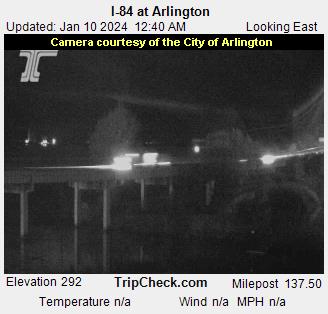 I-84 at Arlington
Updated: Jan 10 2024 12:40 AM Looking East
Camera courtesy of the City of Arlington
Elevation 292 TripCheck.com Milepost 137.50
Temperature n/a Wind n/a MPH n/a